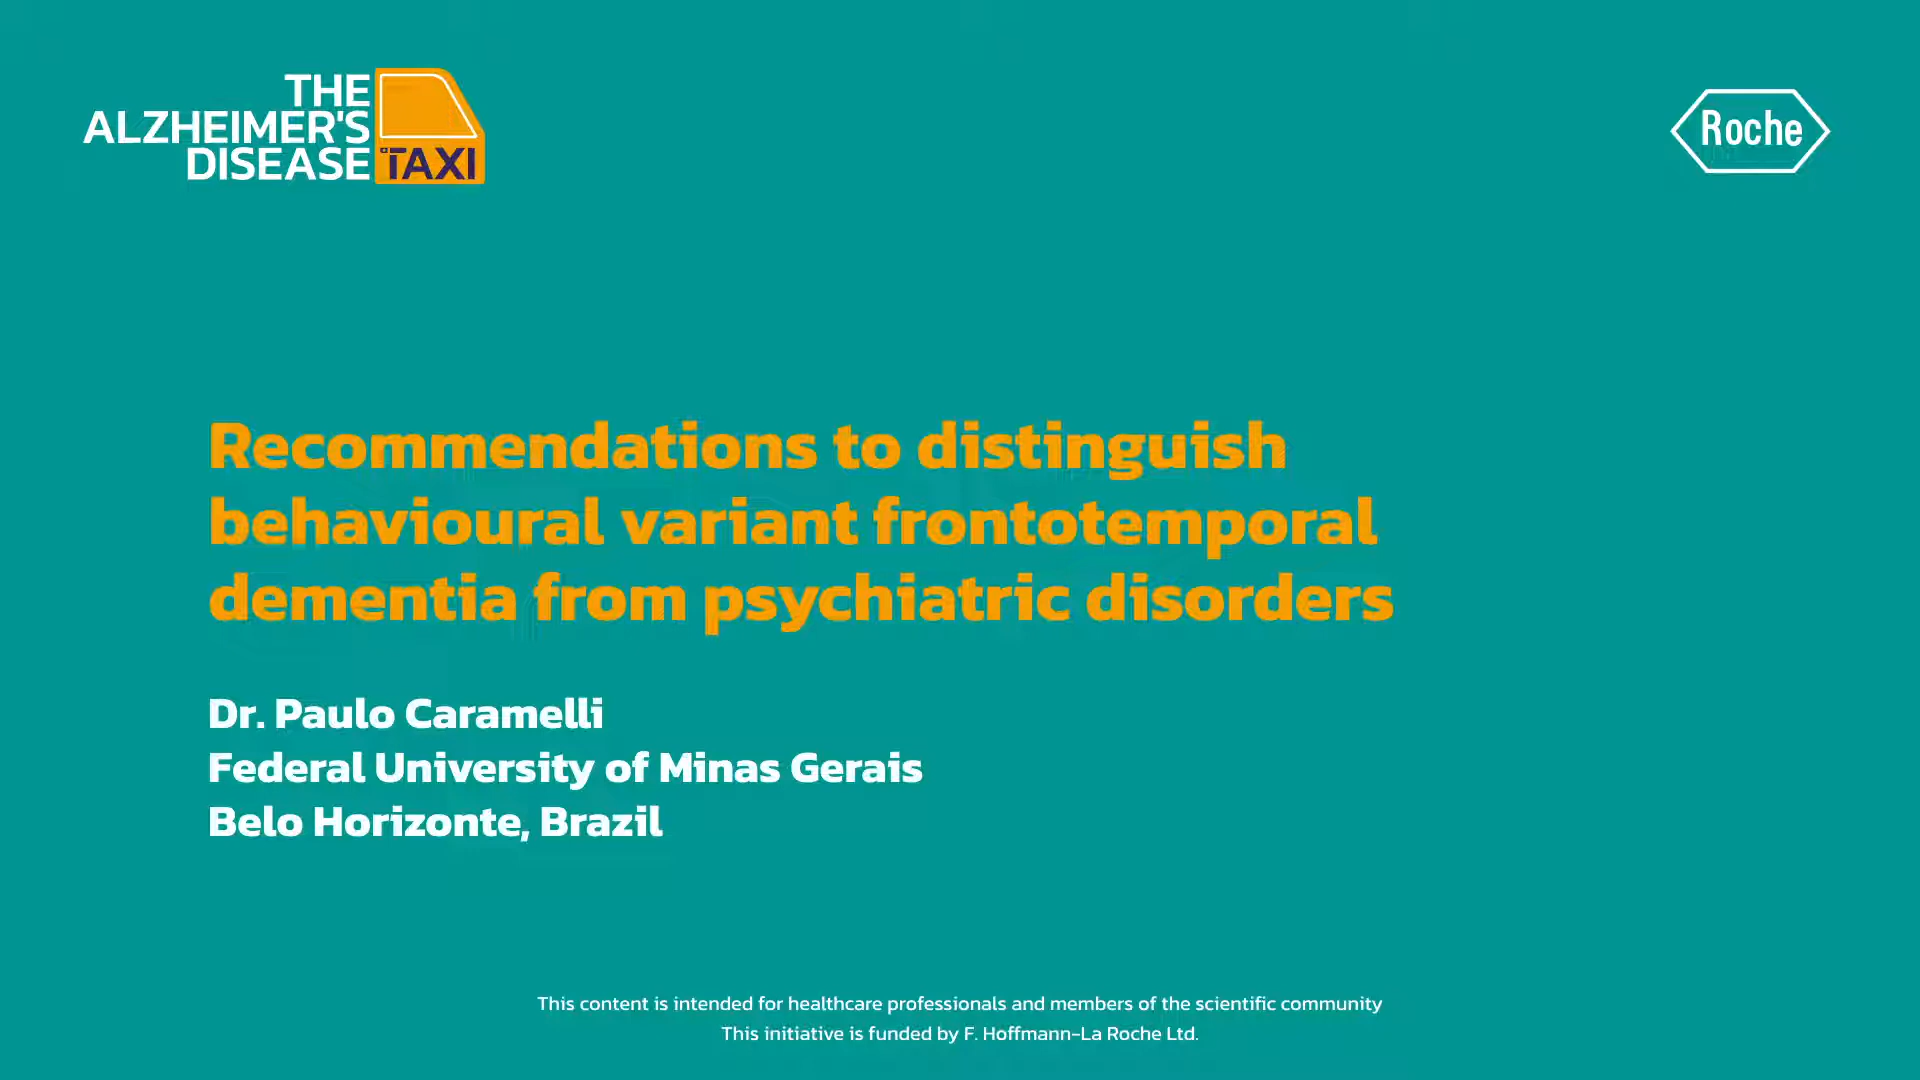 THE
ALZHEIMER'S
DISEASE TAXI
Roche
Recommendations to distinguish
behavioural variant frontotemporal
dementia from psychiatric disorders
Dr. Paulo Caramelli
Federal University of Minas Gerais
Belo Horizonte, Brazil
This content is intended for healthcare professionals and members of the scientific community
This initiative is funded by F. Hoffmann-La Roche Ltd.